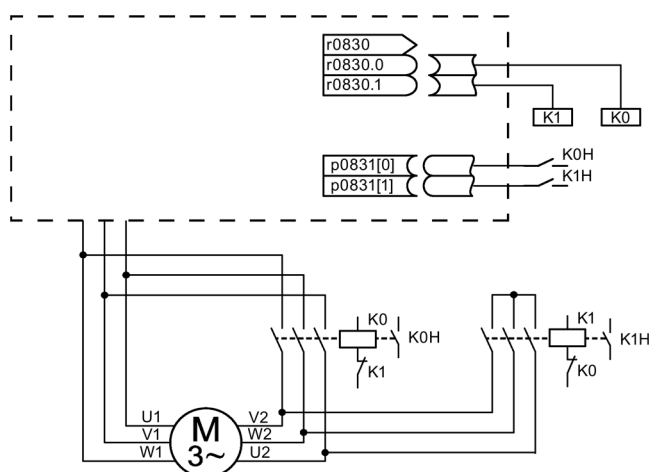 r0830
r0830.0
r0830.1
K1 K0
p0831[0]
p0831[1]
K0H
K1H
K0
K0H
K1
K1
K1H
K0
U1
V1
W1
M
3~
V2
W2
U2